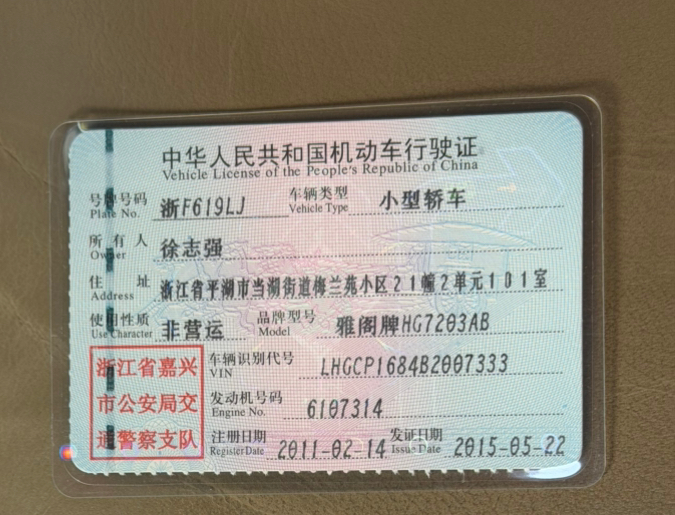 中华人民共和国机动车行驶证
Vehicle License of the People's Republic of China
号牌号码 浙F619LJ 车辆类型 小型轿车
Plate No. Vehicle Type
所有人 徐志强
Owner
住址 浙江省平湖市当湖街道梅兰苑小区21幢2单元101室
Address
使用性质 非营运 品牌型号 雅阁牌HG7203AB
Use Character Model
浙江省嘉兴
市公安局交
通警察支队
车辆识别代号 LHGCP1684B2007333
VIN
发动机号码 6107314
Engine No.
注册日期 2011-02-14 发证日期 2015-05-22
Register Date Issue Date